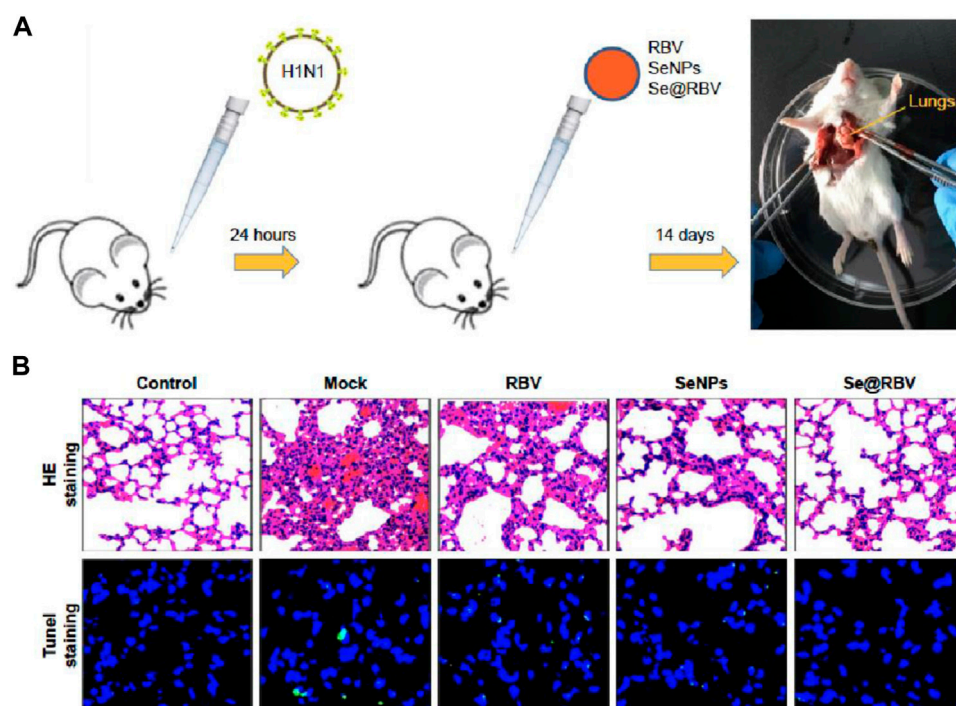 A
H1N1
RBV
SeNPs
Se@RBV
Lungs
24 hours
14 days
B
Control
Mock
RBV
SeNPs
Se@RBV
HE
staining
Tunel
staining